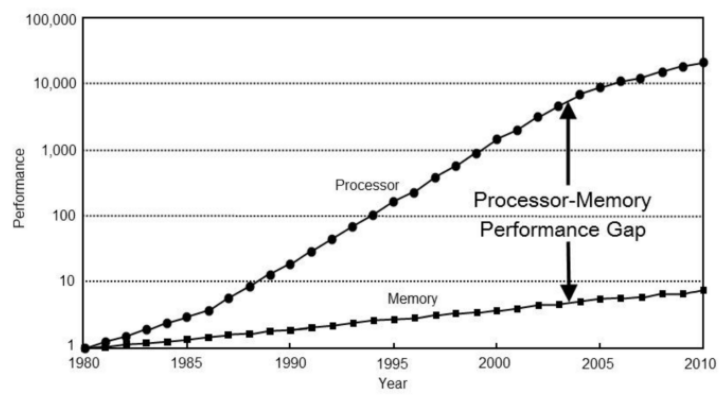 100,000
10,000
1,000
100
10
1
Performance
Processor
Processor-Memory
Performance Gap
Memory
1980 1985 1990 1995 2000 2005 2010
Year